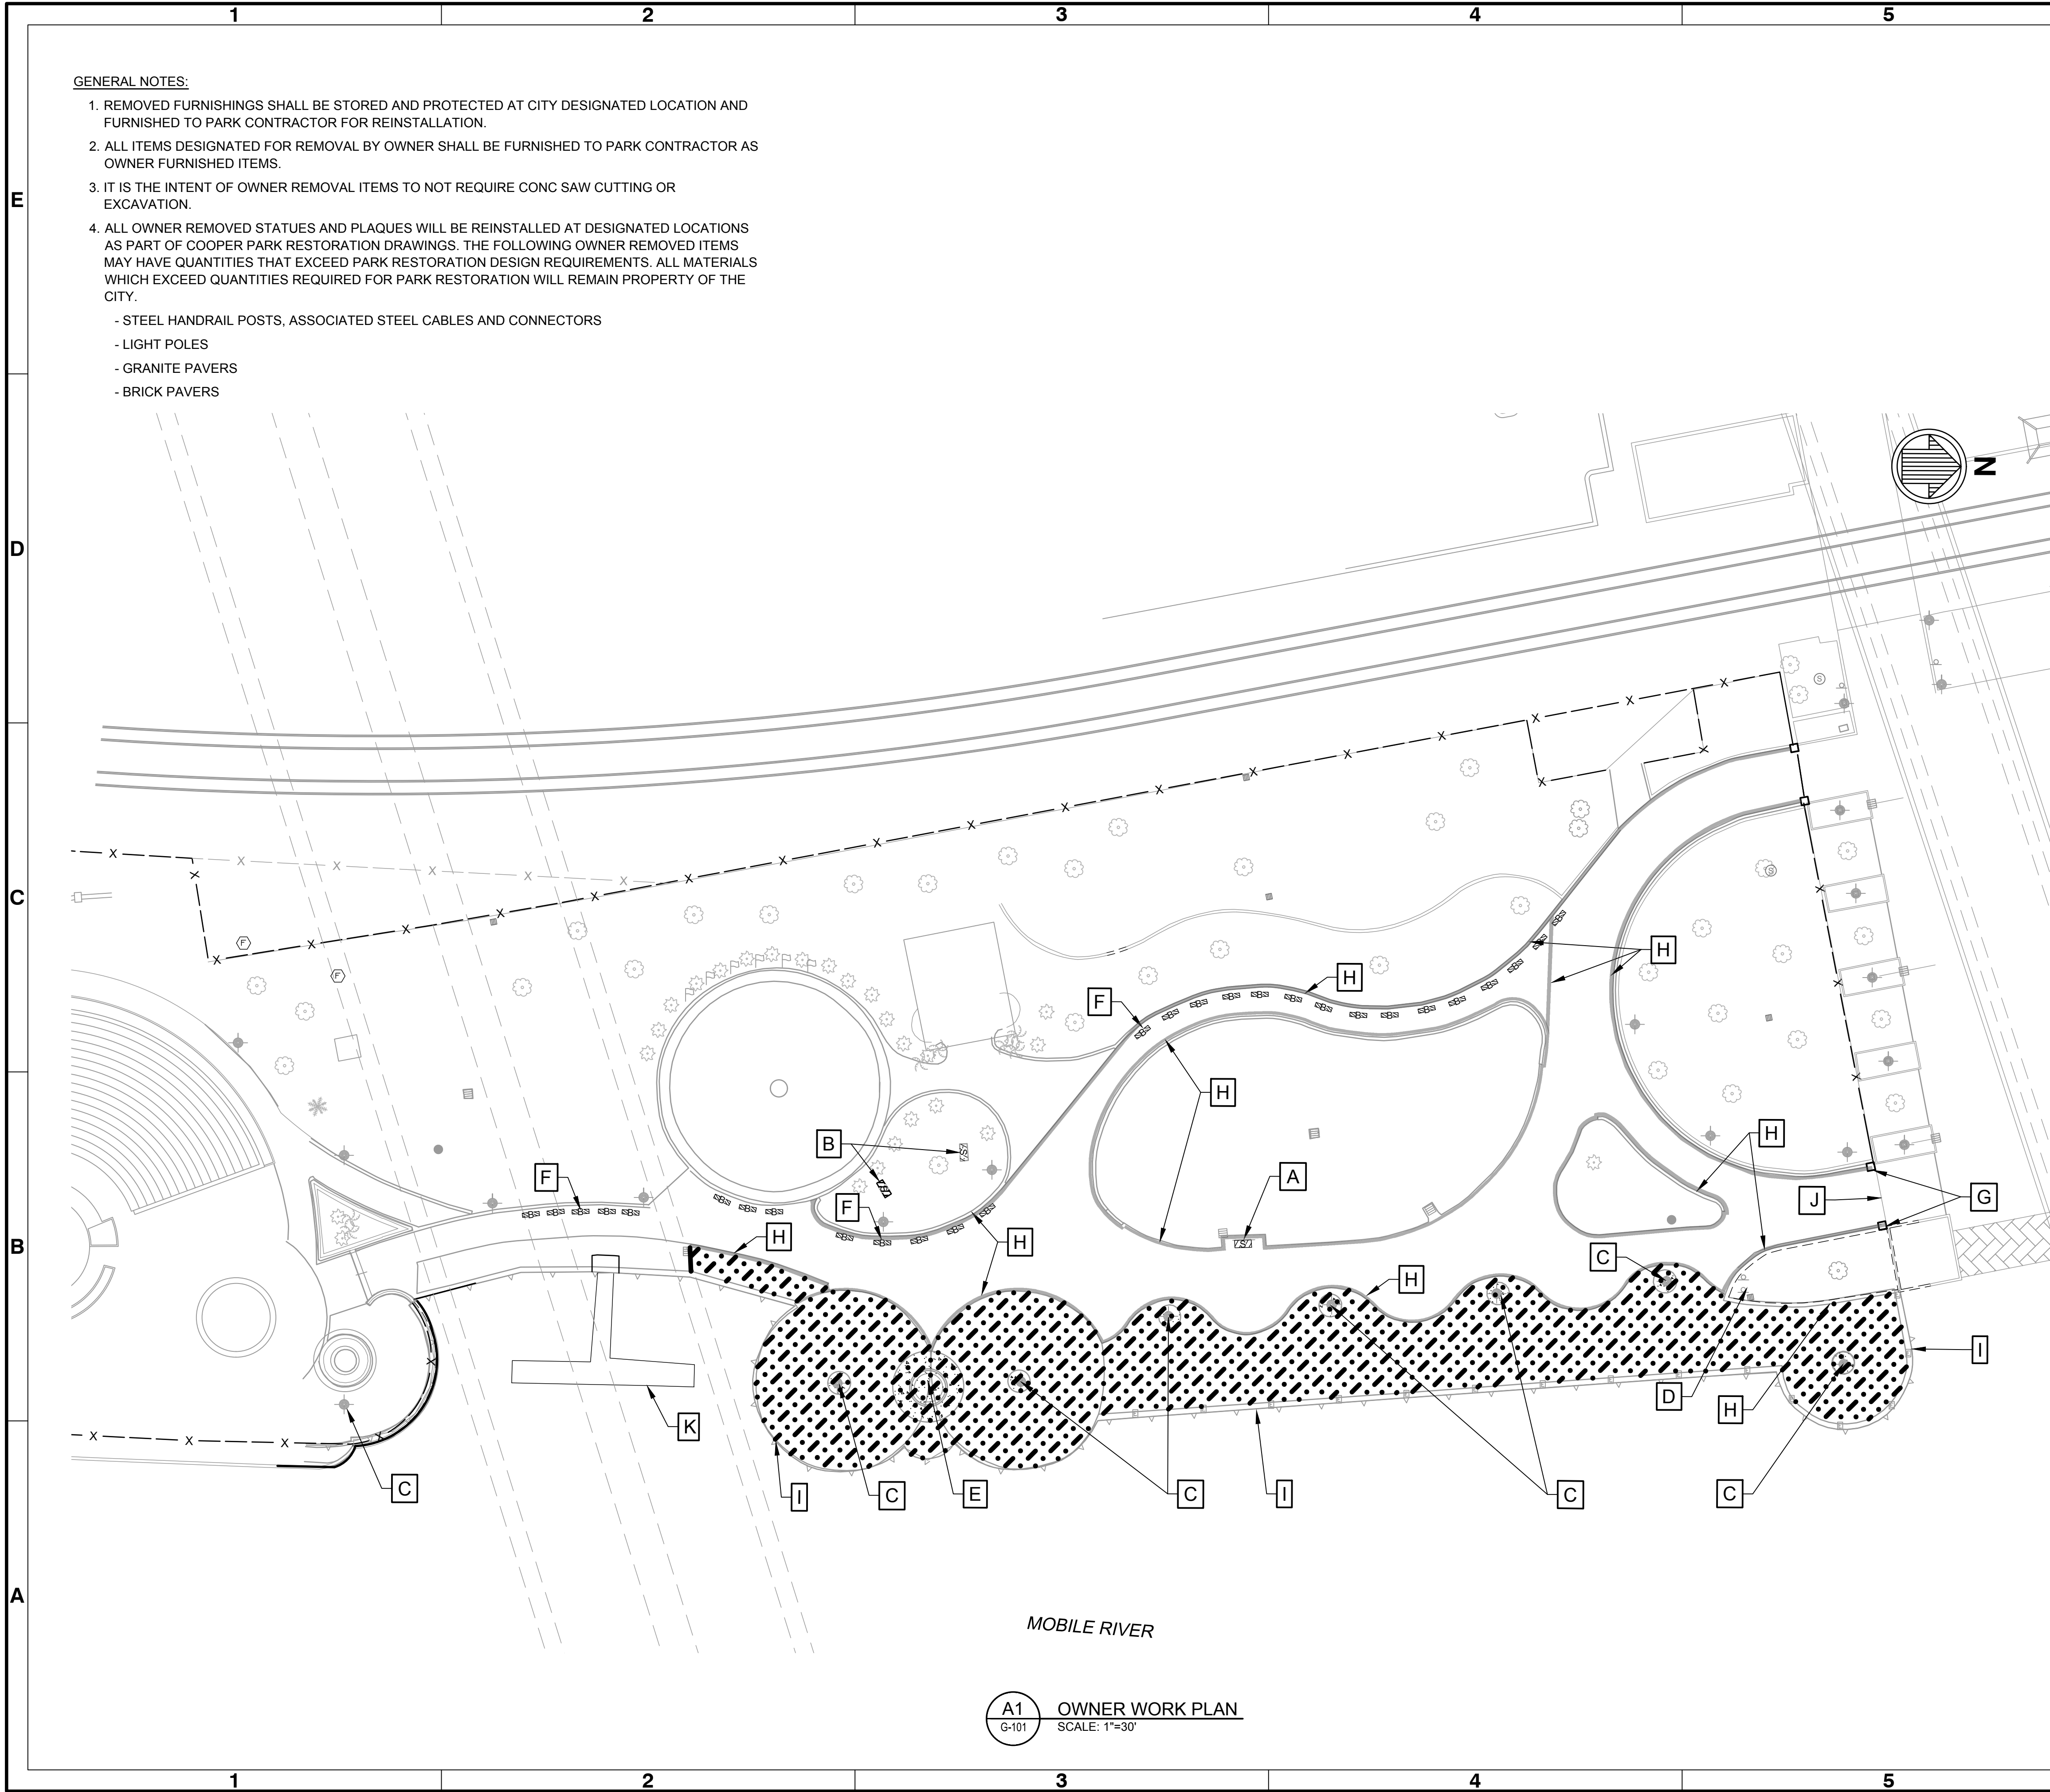 1 2 3 4 5
GENERAL NOTES:
1. REMOVED FURNISHINGS SHALL BE STORED AND PROTECTED AT CITY DESIGNATED LOCATION AND
FURNISHED TO PARK CONTRACTOR FOR REINSTALLATION.
2. ALL ITEMS DESIGNATED FOR REMOVAL BY OWNER SHALL BE FURNISHED TO PARK CONTRACTOR AS
OWNER FURNISHED ITEMS.
3. IT IS THE INTENT OF OWNER REMOVAL ITEMS TO NOT REQUIRE CONC SAW CUTTING OR
EXCAVATION.
4. ALL OWNER REMOVED STATUES AND PLAQUES WILL BE REINSTALLED AT DESIGNATED LOCATIONS
AS PART OF COOPER PARK RESTORATION DRAWINGS. THE FOLLOWING OWNER REMOVED ITEMS
MAY HAVE QUANTITIES THAT EXCEED PARK RESTORATION DESIGN REQUIREMENTS. ALL MATERIALS
WHICH EXCEED QUANTITIES REQUIRED FOR PARK RESTORATION WILL REMAIN PROPERTY OF THE
CITY.
- STEEL HANDRAIL POSTS, ASSOCIATED STEEL CABLES AND CONNECTORS
- LIGHT POLES
- GRANITE PAVERS
- BRICK PAVERS
E
N
D
S
C
S
F
F
H
H
F
H
H
B
A
F
F
J
G
B
H
H
C
H
I
D
H
K
C
I
C
E
C
I
C
C
A
MOBILE RIVER
A1
G-101
OWNER WORK PLAN
SCALE: 1"=30'
1 2 3 4 5